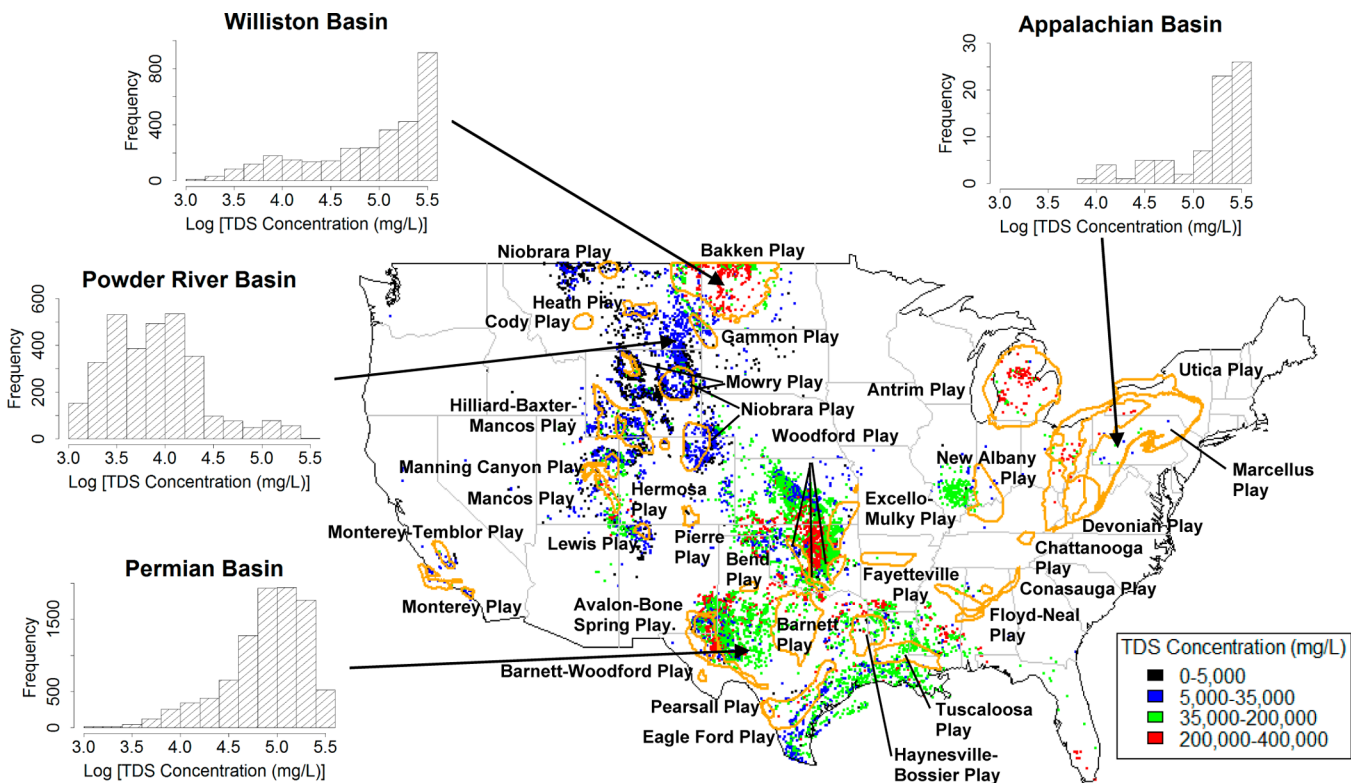 Williston Basin
Frequency
0 400 800
3.0 3.5 4.0 4.5 5.0 5.5
Log [TDS Concentration (mg/L)]
Appalachian Basin
Frequency
0 10 20 30
3.0 4.0 4.5 5.0 5.5
Log [TDS Concentration (mg/L)]
Powder River Basin
Frequency
0 200 400 600
3.0 3.5 4.0 4.5 5.0 5.5
Log [TDS Concentration (mg/L)]
Permian Basin
Frequency
0 500 1500
3.0 3.5 4.0 4.5 5.0 5.5
Log [TDS Concentration (mg/L)]
Niobrara Play
Bakken Play
Heath Play
Cody Play
Gammon Play
Mowry Play
Niobrara Play
Hilliard-Baxter-
Mancos Play
Woodford Play
Antrim Play
Utica Play
Manning Canyon Play
Mancos Play
Hermosa
Play
New Albany
Play
Marcellus
Play
Excello-
Mulky Play
Monterey-Temblor Play
Lewis Play
Pierre
Play
Bend
Play
Devonian Play
Chattanooga
Play
Fayetteville
Play
Conasauga Play
Monterey Play
Avalon-Bone
Spring Play
Barnett
Play
Floyd-Neal
Play
Barnett-Woodford Play
Pearsall Play
Eagle Ford Play
Tuscaloosa
Play
Haynesville-
Bossier Play
TDS Concentration (mg/L)
0-5,000
5,000-35,000
35,000-200,000
200,000-400,000